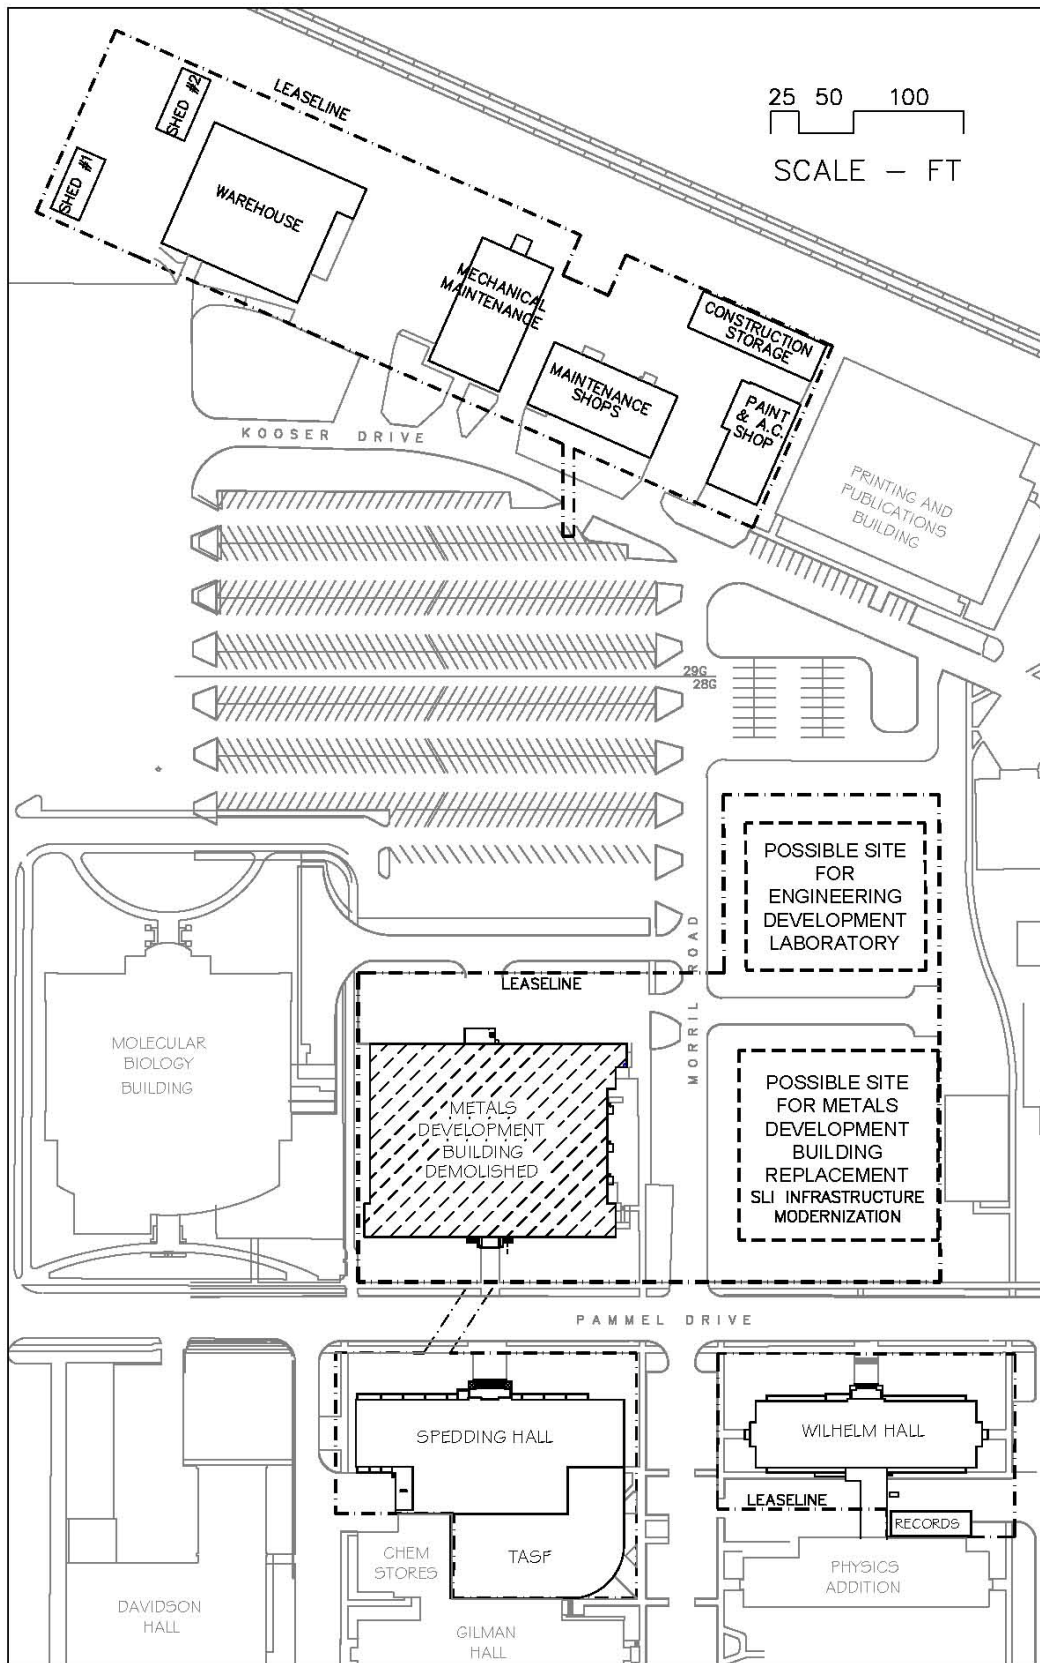 SHED #2
LEASELINE
25 50 100
SCALE - FT
SHED #1
WAREHOUSE
MECHANICAL
MAINTENANCE
CONSTRUCTION
STORAGE
MAINTENANCE
SHOPS
PAINT
& A.C.
SHOP
KOOSER DRIVE
PRINTING AND
PUBLICATIONS
BUILDING
29G
28G
POSSIBLE SITE
FOR
ENGINEERING
DEVELOPMENT
LABORATORY
MORRIL ROAD
LEASELINE
MOLECULAR
BIOLOGY
BUILDING
METALS
DEVELOPMENT
BUILDING
DEMOLISHED
POSSIBLE SITE
FOR METALS
DEVELOPMENT
BUILDING
REPLACEMENT
SLI INFRASTRUCTURE
MODERNIZATION
PAMMEL DRIVE
SPEDDING HALL
WILHELM HALL
LEASELINE
RECORDS
CHEM
STORES
TASF
PHYSICS
ADDITION
DAVIDSON
HALL
GILMAN
HALL